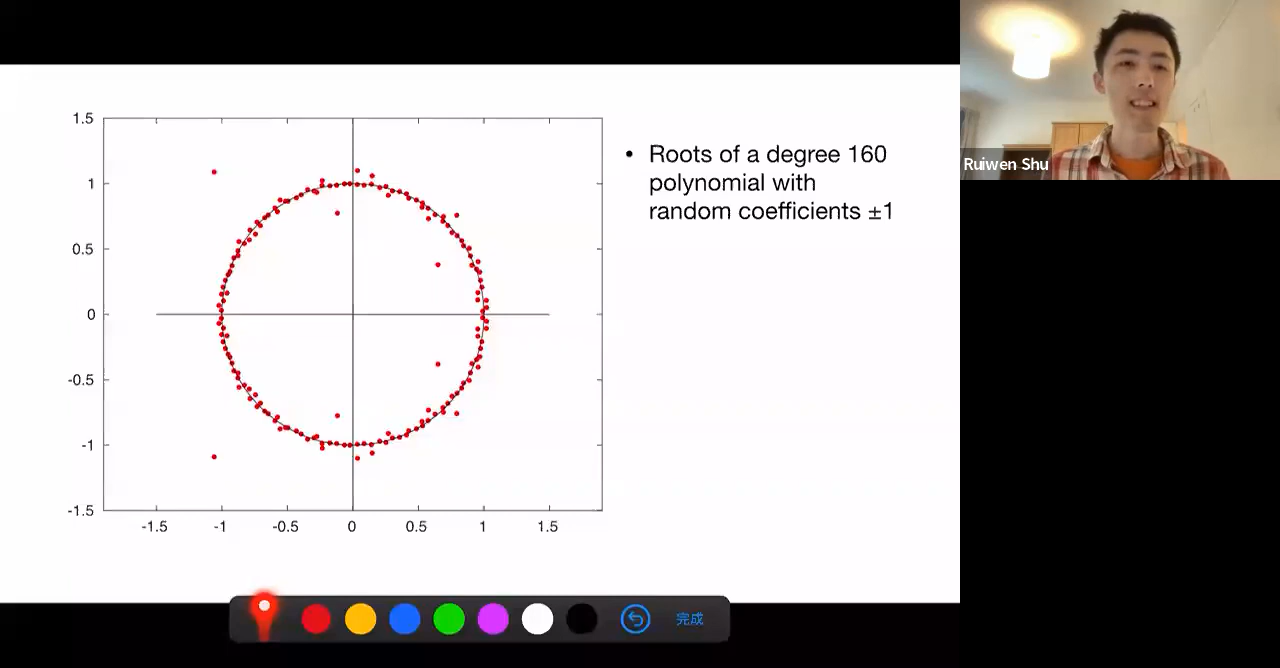 1.5
1
0.5
0
-0.5
-1
-1.5
-1.5 -1 -0.5 0 0.5 1 1.5
• Roots of a degree 160
polynomial with
random coefficients ±1
Ruiwen Shu
完成